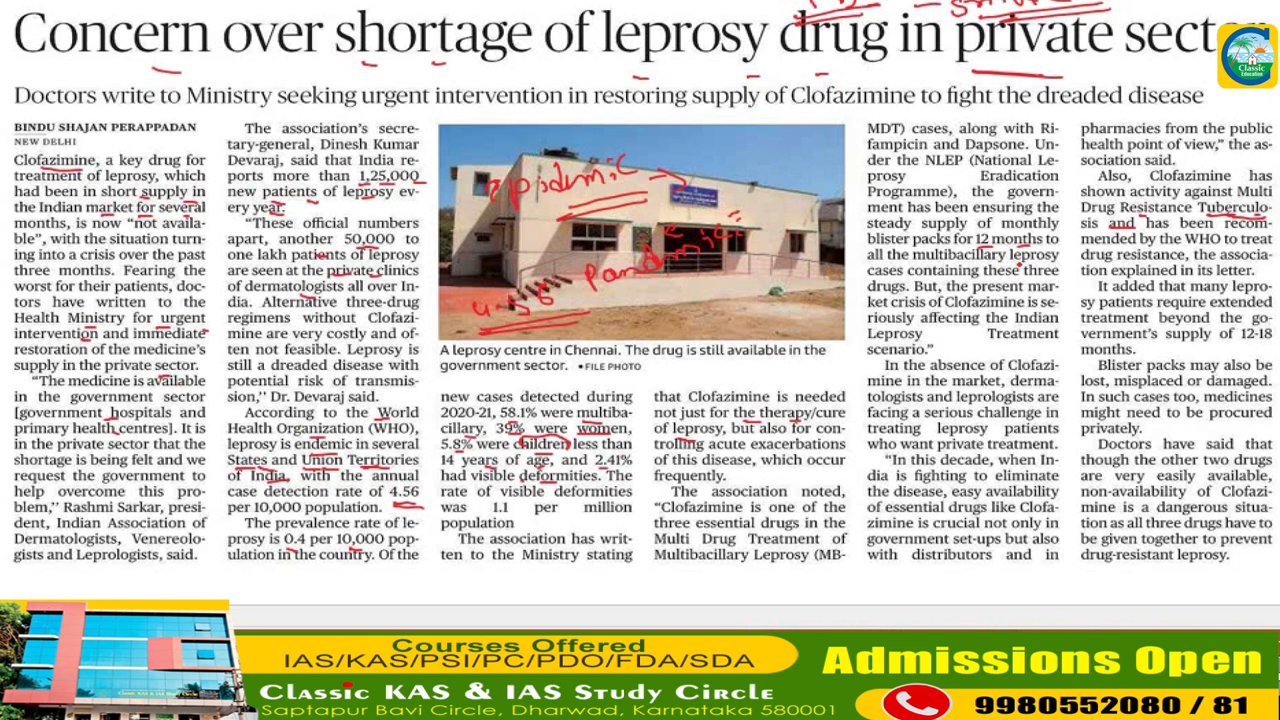 Concern over shortage of leprosy drug in private sector
Doctors write to Ministry seeking urgent intervention in restoring supply of Clofazimine to fight the dreaded disease
BINDU SHAJAN PERAPPADAN
NEW DELHI
Clofazimine, a key drug for
treatment of leprosy, which
had been in short supply in
the Indian market for several
months, is now “not availa-
ble”, with the situation turn-
ing into a crisis over the past
three months. Fearing the
worst for their patients, doc-
tors have written to the
Health Ministry for urgent
intervention and immediate
restoration of the medicine's
supply in the private sector.
“The medicine is available
in the government sector
[government hospitals and
primary health centres]. It is
in the private sector that the
shortage is being felt and we
request the government to
help overcome this pro-
blem,’’ Rashmi Sarkar, presi-
dent, Indian Association of
Dermatologists, Venereolo-
gists and Leprologists, said.
The association's secre-
tary-general, Dinesh Kumar
Devaraj, said that India re-
ports more than 1,25,000
new patients of leprosy ev-
ery year.
“These official numbers
apart, another 50,000 to
one lakh patients of leprosy
are seen at the private clinics
of dermatologists all over In-
dia. Alternative three-drug
regimens without Clofazi-
mine are very costly and of-
ten not feasible. Leprosy is
still a dreaded disease with
potential risk of transmis-
sion,’’ Dr. Devaraj said.
According to the World
Health Organization (WHO),
leprosy is endemic in several
States and Union Territories
of India, with the annual
case detection rate of 4.56
per 10,000 population.
The prevalence rate of le-
prosy is 0.4 per 10,000 pop-
ulation in the country. Of the
epidemic
pandemic
A leprosy centre in Chennai. The drug is still available in the
government sector. •FILE PHOTO
new cases detected during
2020-21, 58.1% were multiba-
cillary, 39% were women,
5.8% were children less than
14 years of age, and 2.41%
had visible deformities. The
rate of visible deformities
was 1.1 per million
population
The association has writ-
ten to the Ministry stating
that Clofazimine is needed
not just for the therapy/cure
of leprosy, but also for con-
trolling acute exacerbations
of this disease, which occur
frequently.
The association noted,
“Clofazimine is one of the
three essential drugs in the
Multi Drug Treatment of
Multibacillary Leprosy (MB-
MDT) cases, along with Ri-
fampicin and Dapsone. Un-
der the NLEP (National Le-
prosy Eradication
Programme), the govern-
ment has been ensuring the
steady supply of monthly
blister packs for 12 months to
all the multibacillary leprosy
cases containing these three
drugs. But, the present mar-
ket crisis of Clofazimine is se-
riously affecting the Indian
Leprosy Treatment
scenario.”
In the absence of Clofazi-
mine in the market, derma-
tologists and leprologists are
facing a serious challenge in
treating leprosy patients
who want private treatment.
“In this decade, when In-
dia is fighting to eliminate
the disease, easy availability
of essential drugs like Clofa-
zimine is crucial not only in
government set-ups but also
with distributors and in
pharmacies from the public
health point of view,” the as-
sociation said.
Also, Clofazimine has
shown activity against Multi
Drug Resistance Tuberculo-
sis and has been recom-
mended by the WHO to treat
drug resistance, the associa-
tion explained in its letter.
It added that many lepro-
sy patients require extended
treatment beyond the go-
vernment's supply of 12-18
months.
Blister packs may also be
lost, misplaced or damaged.
In such cases too, medicines
might need to be procured
privately.
Doctors have said that
though the other two drugs
are very easily available,
non-availability of Clofazi-
mine is a dangerous situa-
tion as all three drugs have to
be given together to prevent
drug-resistant leprosy.
Classic
Education
Courses Offered
IAS/KAS/PSI/PC/PDO/FDA/SDA
Classic KAS & IAS Study Circle
Saptapur Bavi Circle, Dharwad, Karnataka 580001
Admissions Open
9980552080 / 81